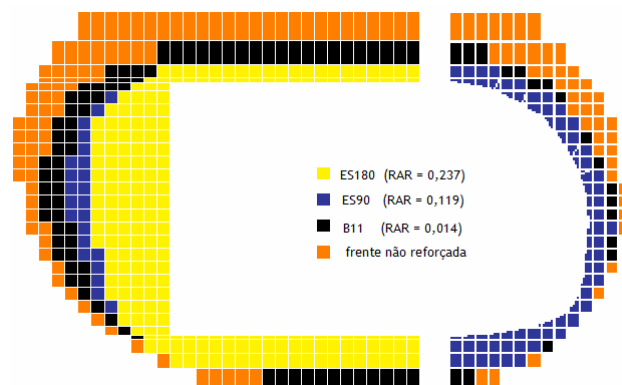 ES180 (RAR = 0,237)
ES90 (RAR = 0,119)
B11 (RAR = 0,014)
frente não reforçada